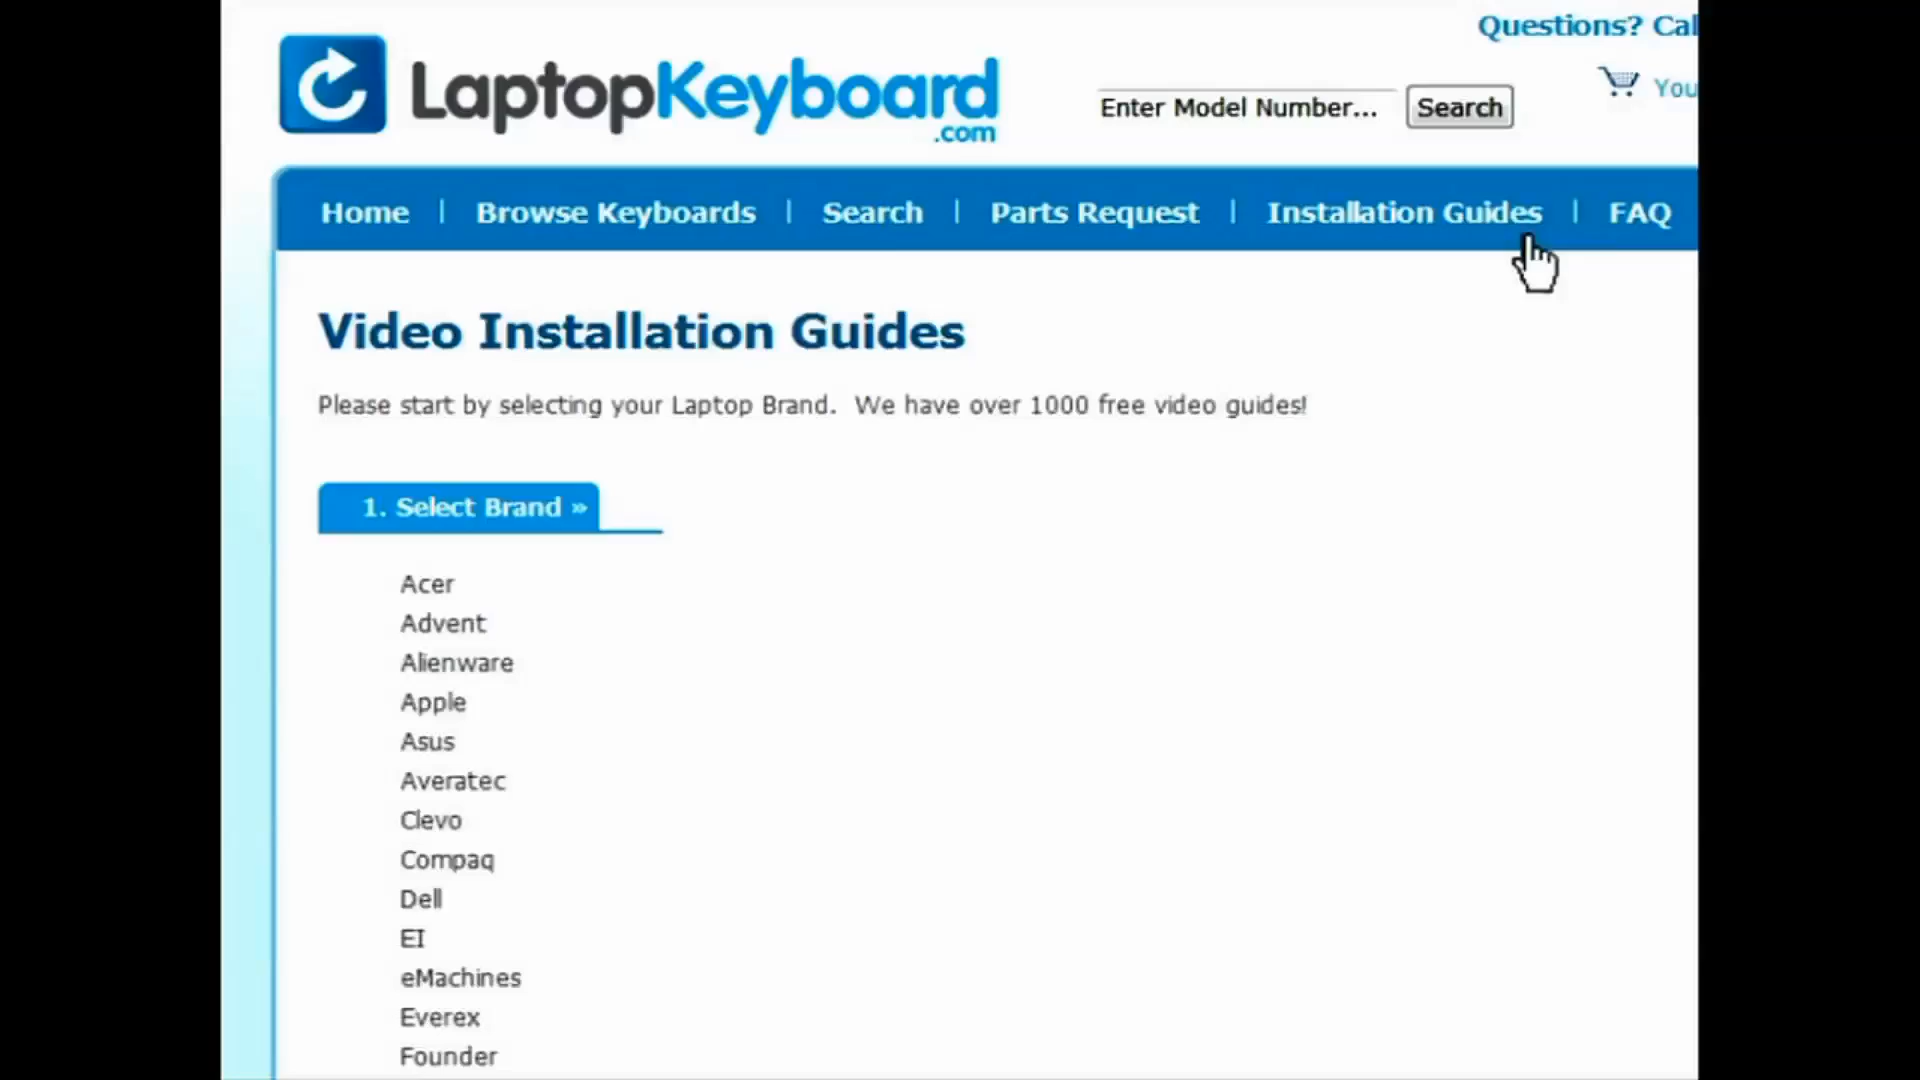 Questions? Cal
LaptopKeyboard
.com
Enter Model Number... Search
You
Home | Browse Keyboards | Search | Parts Request | Installation Guides | FAQ
Video Installation Guides
Please start by selecting your Laptop Brand. We have over 1000 free video guides!
1. Select Brand »
Acer
Advent
Alienware
Apple
Asus
Averatec
Clevo
Compaq
Dell
EI
eMachines
Everex
Founder